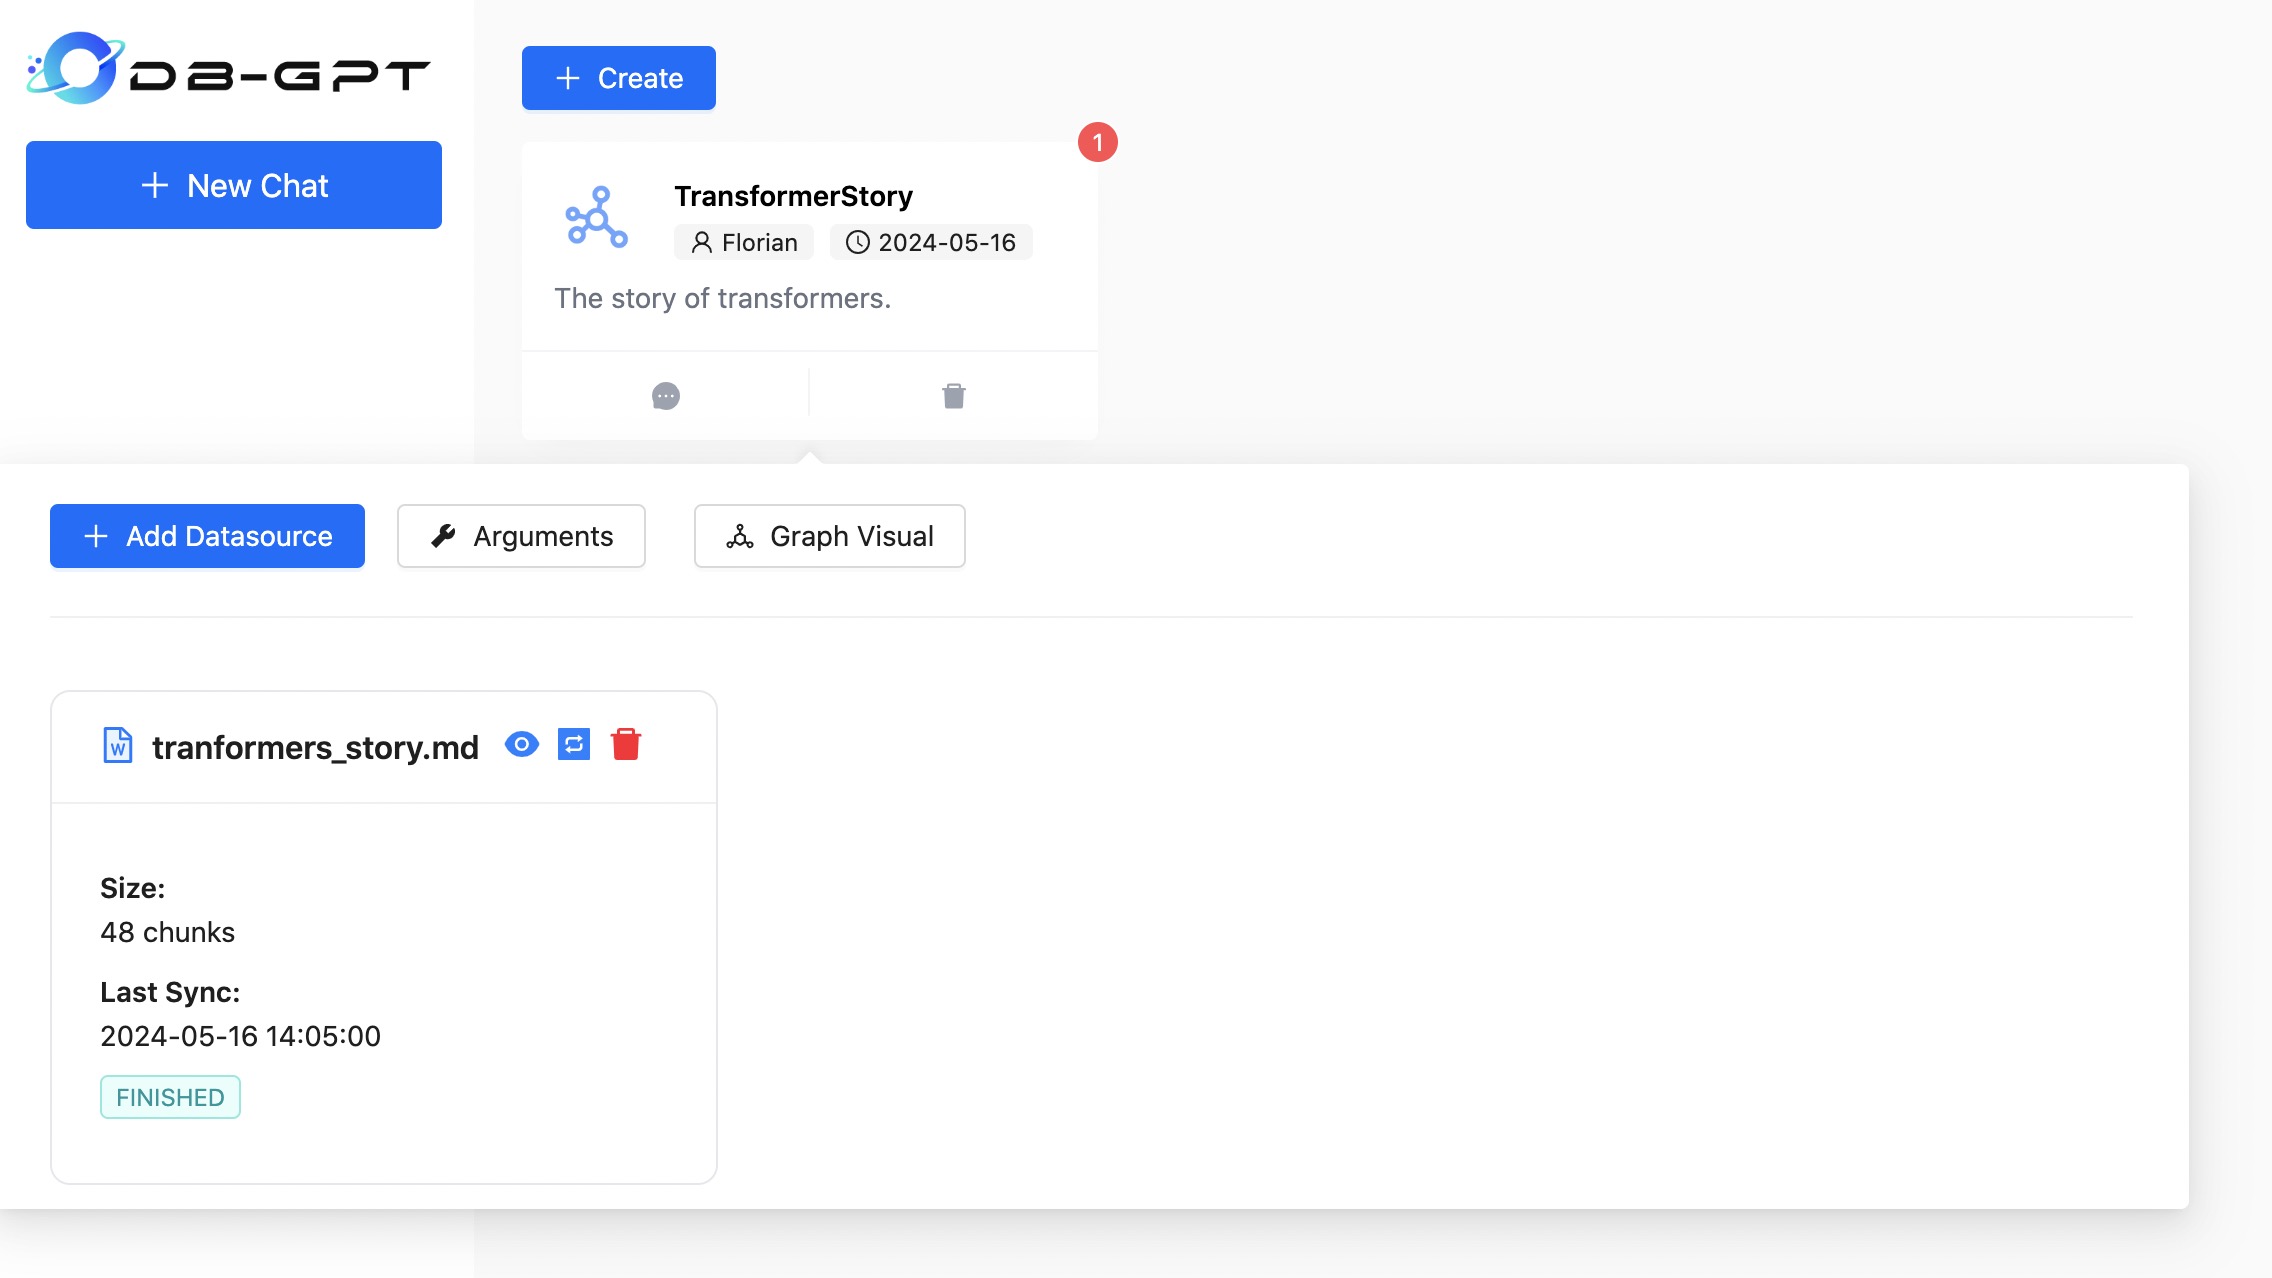 DB-GPT
New Chat
Create
1
TransformerStory
Florian 2024-05-16
The story of transformers.
Add Datasource Arguments Graph Visual
W tranformers_story.md
Size:
48 chunks
Last Sync:
2024-05-16 14:05:00
FINISHED